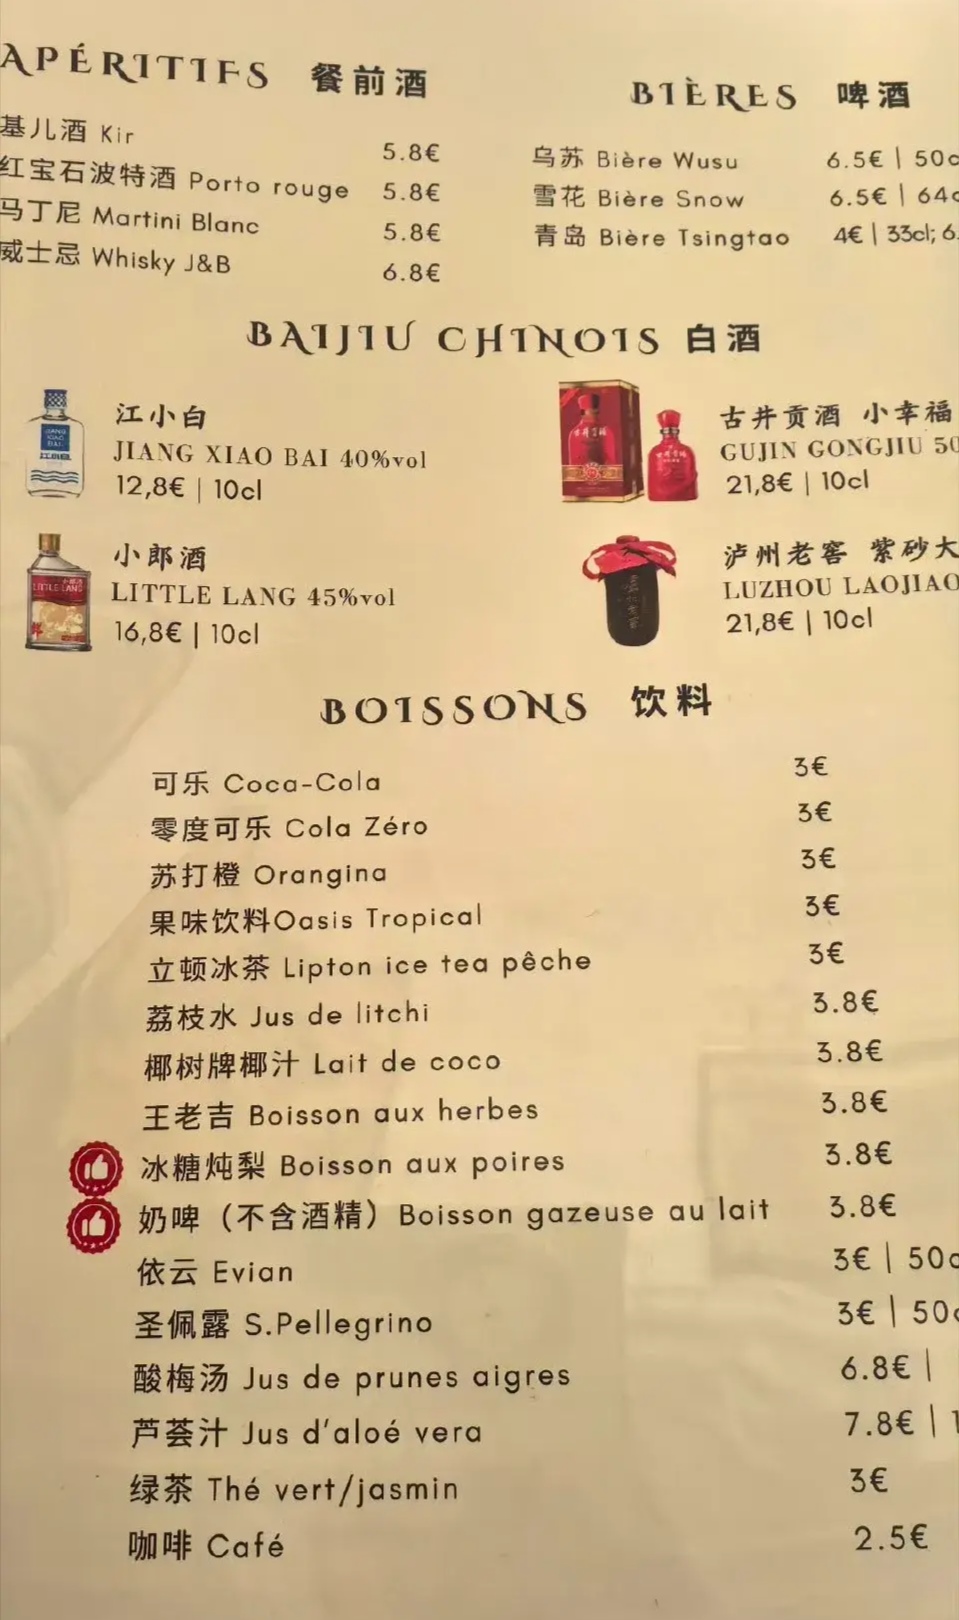 APÉRITIFS 餐前酒
基儿酒 Kir 5.8€
红宝石波特酒 Porto rouge 5.8€
马丁尼 Martini Blanc 5.8€
威士忌 Whisky J&B 6.8€
BIÈRES 啤酒
乌苏 Bière Wusu 6.5€ | 50c
雪花 Bière Snow 6.5€ | 64c
青岛 Bière Tsingtao 4€ | 33cl; 6.
BAIJIU CHINOIS 白酒
江小白
JIANG XIAO BAI 40%vol
12,8€ | 10cl
古井贡酒 小幸福
GUJIN GONGJIU 50
21,8€ | 10cl
小郎酒
LITTLE LANG 45%vol
16,8€ | 10cl
泸州老窖 紫砂大
LUZHOU LAOJIAO
21,8€ | 10cl
BOISSONS 饮料
可乐 Coca-Cola 3€
零度可乐 Cola Zéro 3€
苏打橙 Orangina 3€
果味饮料Oasis Tropical 3€
立顿冰茶 Lipton ice tea pêche 3€
荔枝水 Jus de litchi 3.8€
椰树牌椰汁 Lait de coco 3.8€
王老吉 Boisson aux herbes 3.8€
冰糖炖梨 Boisson aux poires 3.8€
奶啤（不含酒精）Boisson gazeuse au lait 3.8€
依云 Evian 3€ | 50c
圣佩露 S.Pellegrino 3€ | 50c
酸梅汤 Jus de prunes aigres 6.8€ |
芦荟汁 Jus d'aloé vera 7.8€ | 1
绿茶 Thé vert/jasmin 3€
咖啡 Café 2.5€